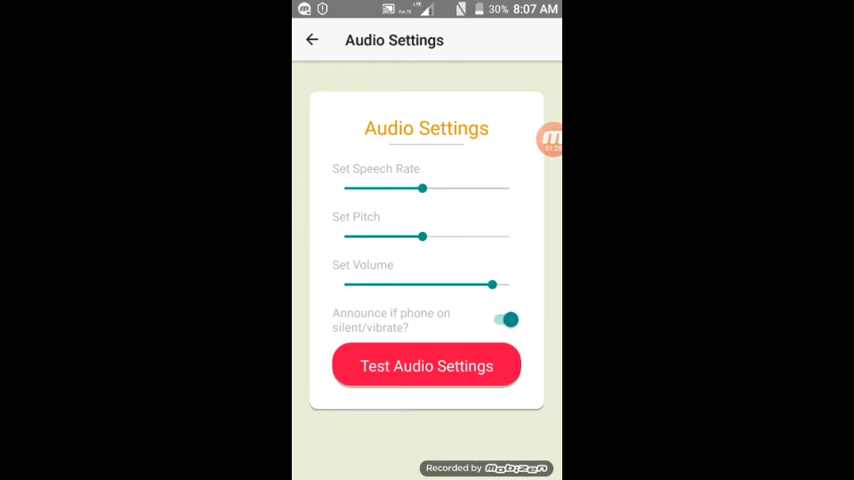 30% 8:07 AM
Audio Settings
Audio Settings
Set Speech Rate
Set Pitch
Set Volume
Announce if phone on
silent/vibrate?
Test Audio Settings
Recorded by mobizen